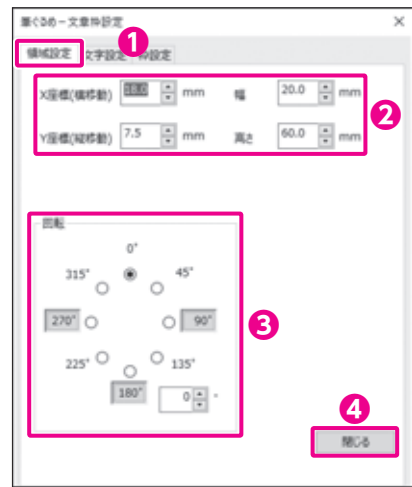 筆ぐるめ - 文章枠設定
1
領域設定 文字設定 枠設定
X座標(横移動) 18.0 mm 幅 20.0 mm
2
Y座標(縦移動) 7.5 mm 高さ 60.0 mm
回転
0°
315° 45°
270° 90°
3
225° 135°
180° 0 °
4
閉じる